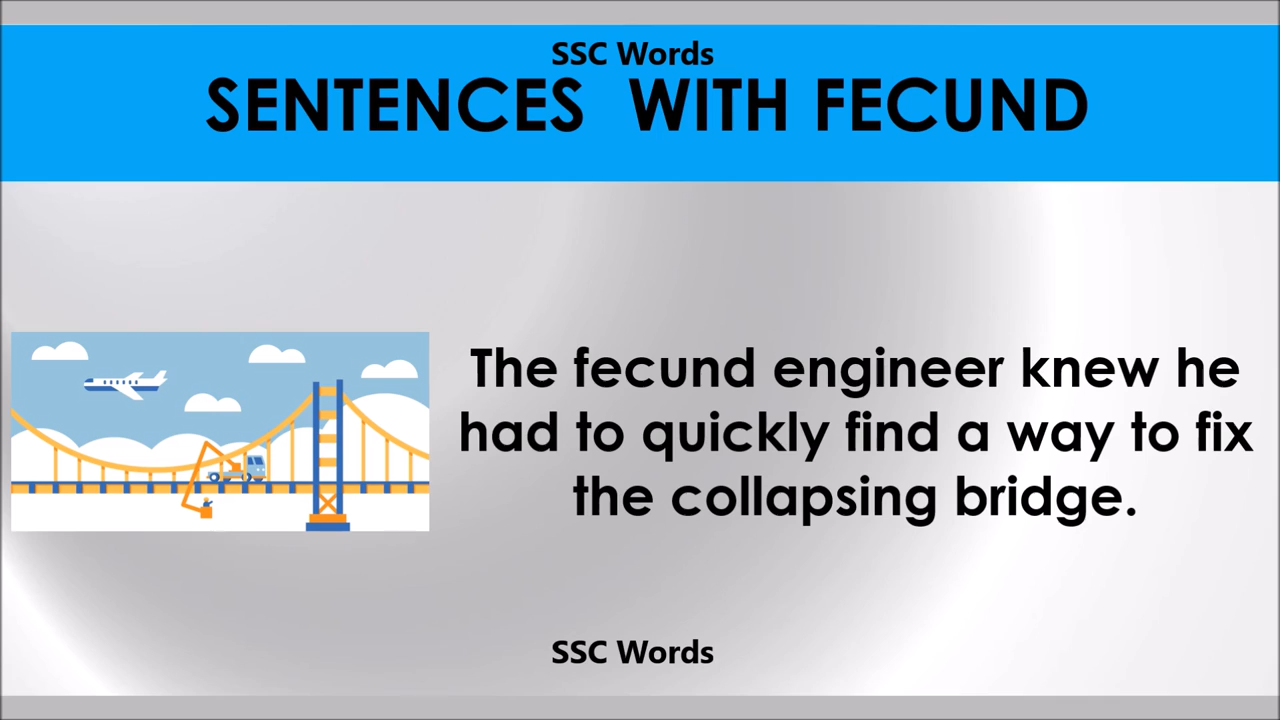 SSC Words
SENTENCES  WITH FECUND
The fecund engineer knew he
had to quickly find a way to fix
the collapsing bridge.
SSC Words